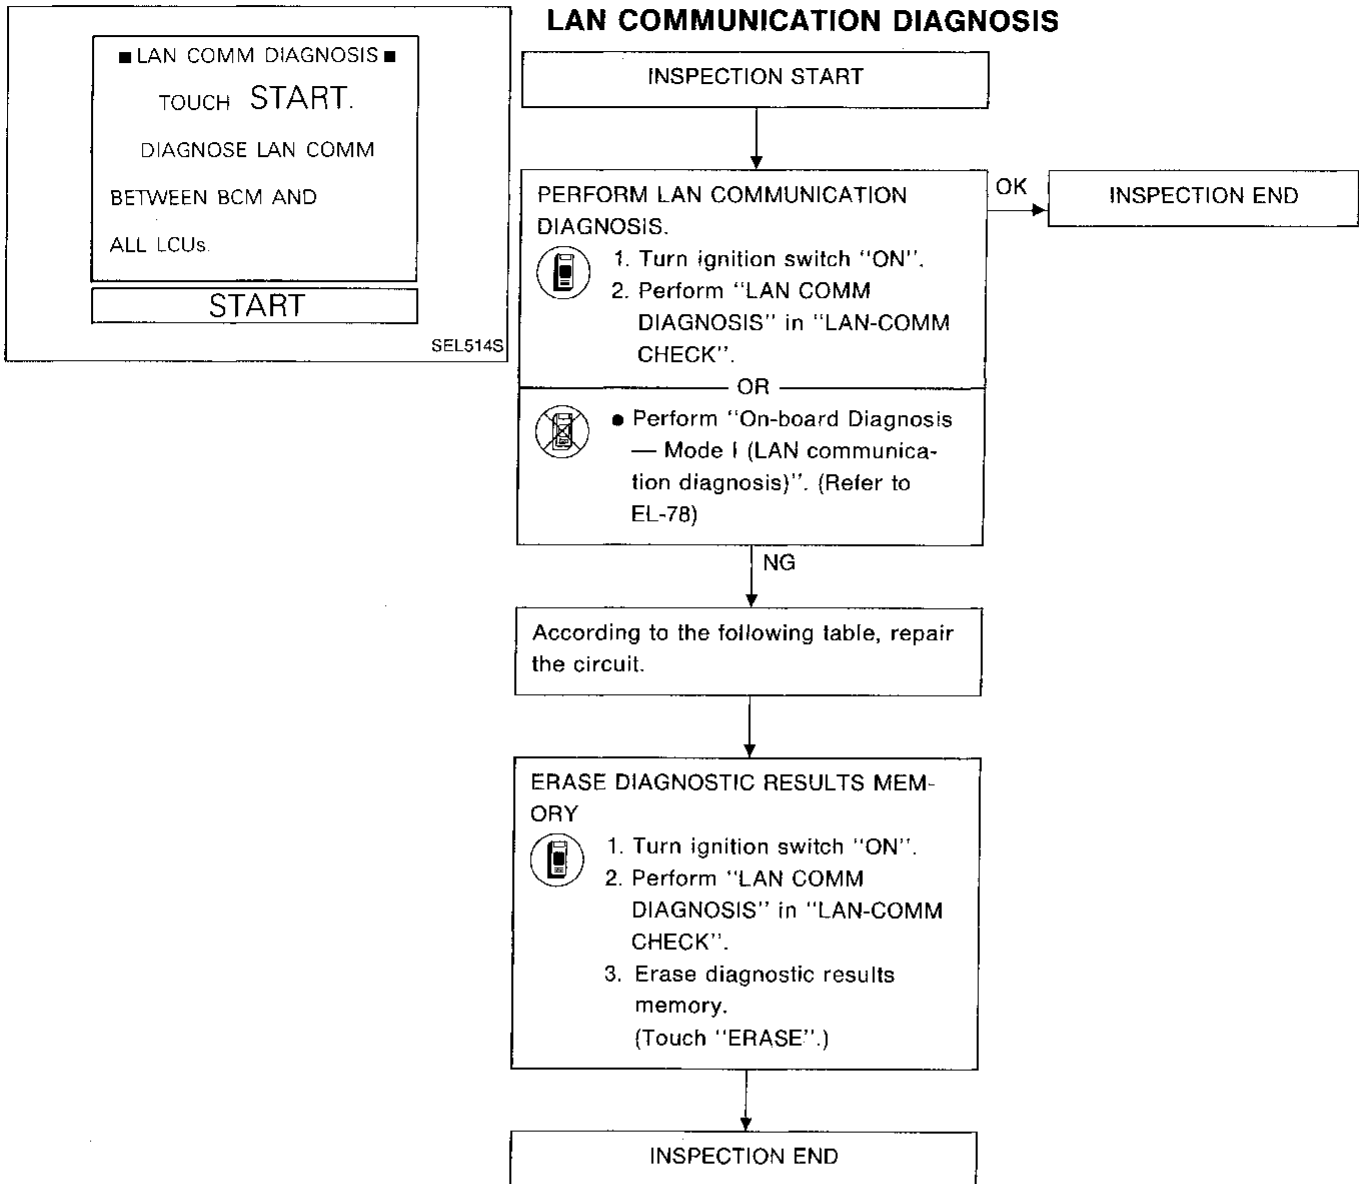 LAN COMMUNICATION DIAGNOSIS
■ LAN COMM DIAGNOSIS ■
TOUCH START.
DIAGNOSE LAN COMM
BETWEEN BCM AND
ALL LCUs.
START
SEL514S
INSPECTION START
PERFORM LAN COMMUNICATION
DIAGNOSIS.
1. Turn ignition switch "ON".
2. Perform "LAN COMM
DIAGNOSIS" in "LAN-COMM
CHECK".
OR
● Perform "On-board Diagnosis
— Mode I (LAN communica-
tion diagnosis)". (Refer to
EL-78)
OK
INSPECTION END
NG
According to the following table, repair
the circuit.
ERASE DIAGNOSTIC RESULTS MEM-
ORY
1. Turn ignition switch "ON".
2. Perform "LAN COMM
DIAGNOSIS" in "LAN-COMM
CHECK".
3. Erase diagnostic results
memory.
(Touch "ERASE".)
INSPECTION END